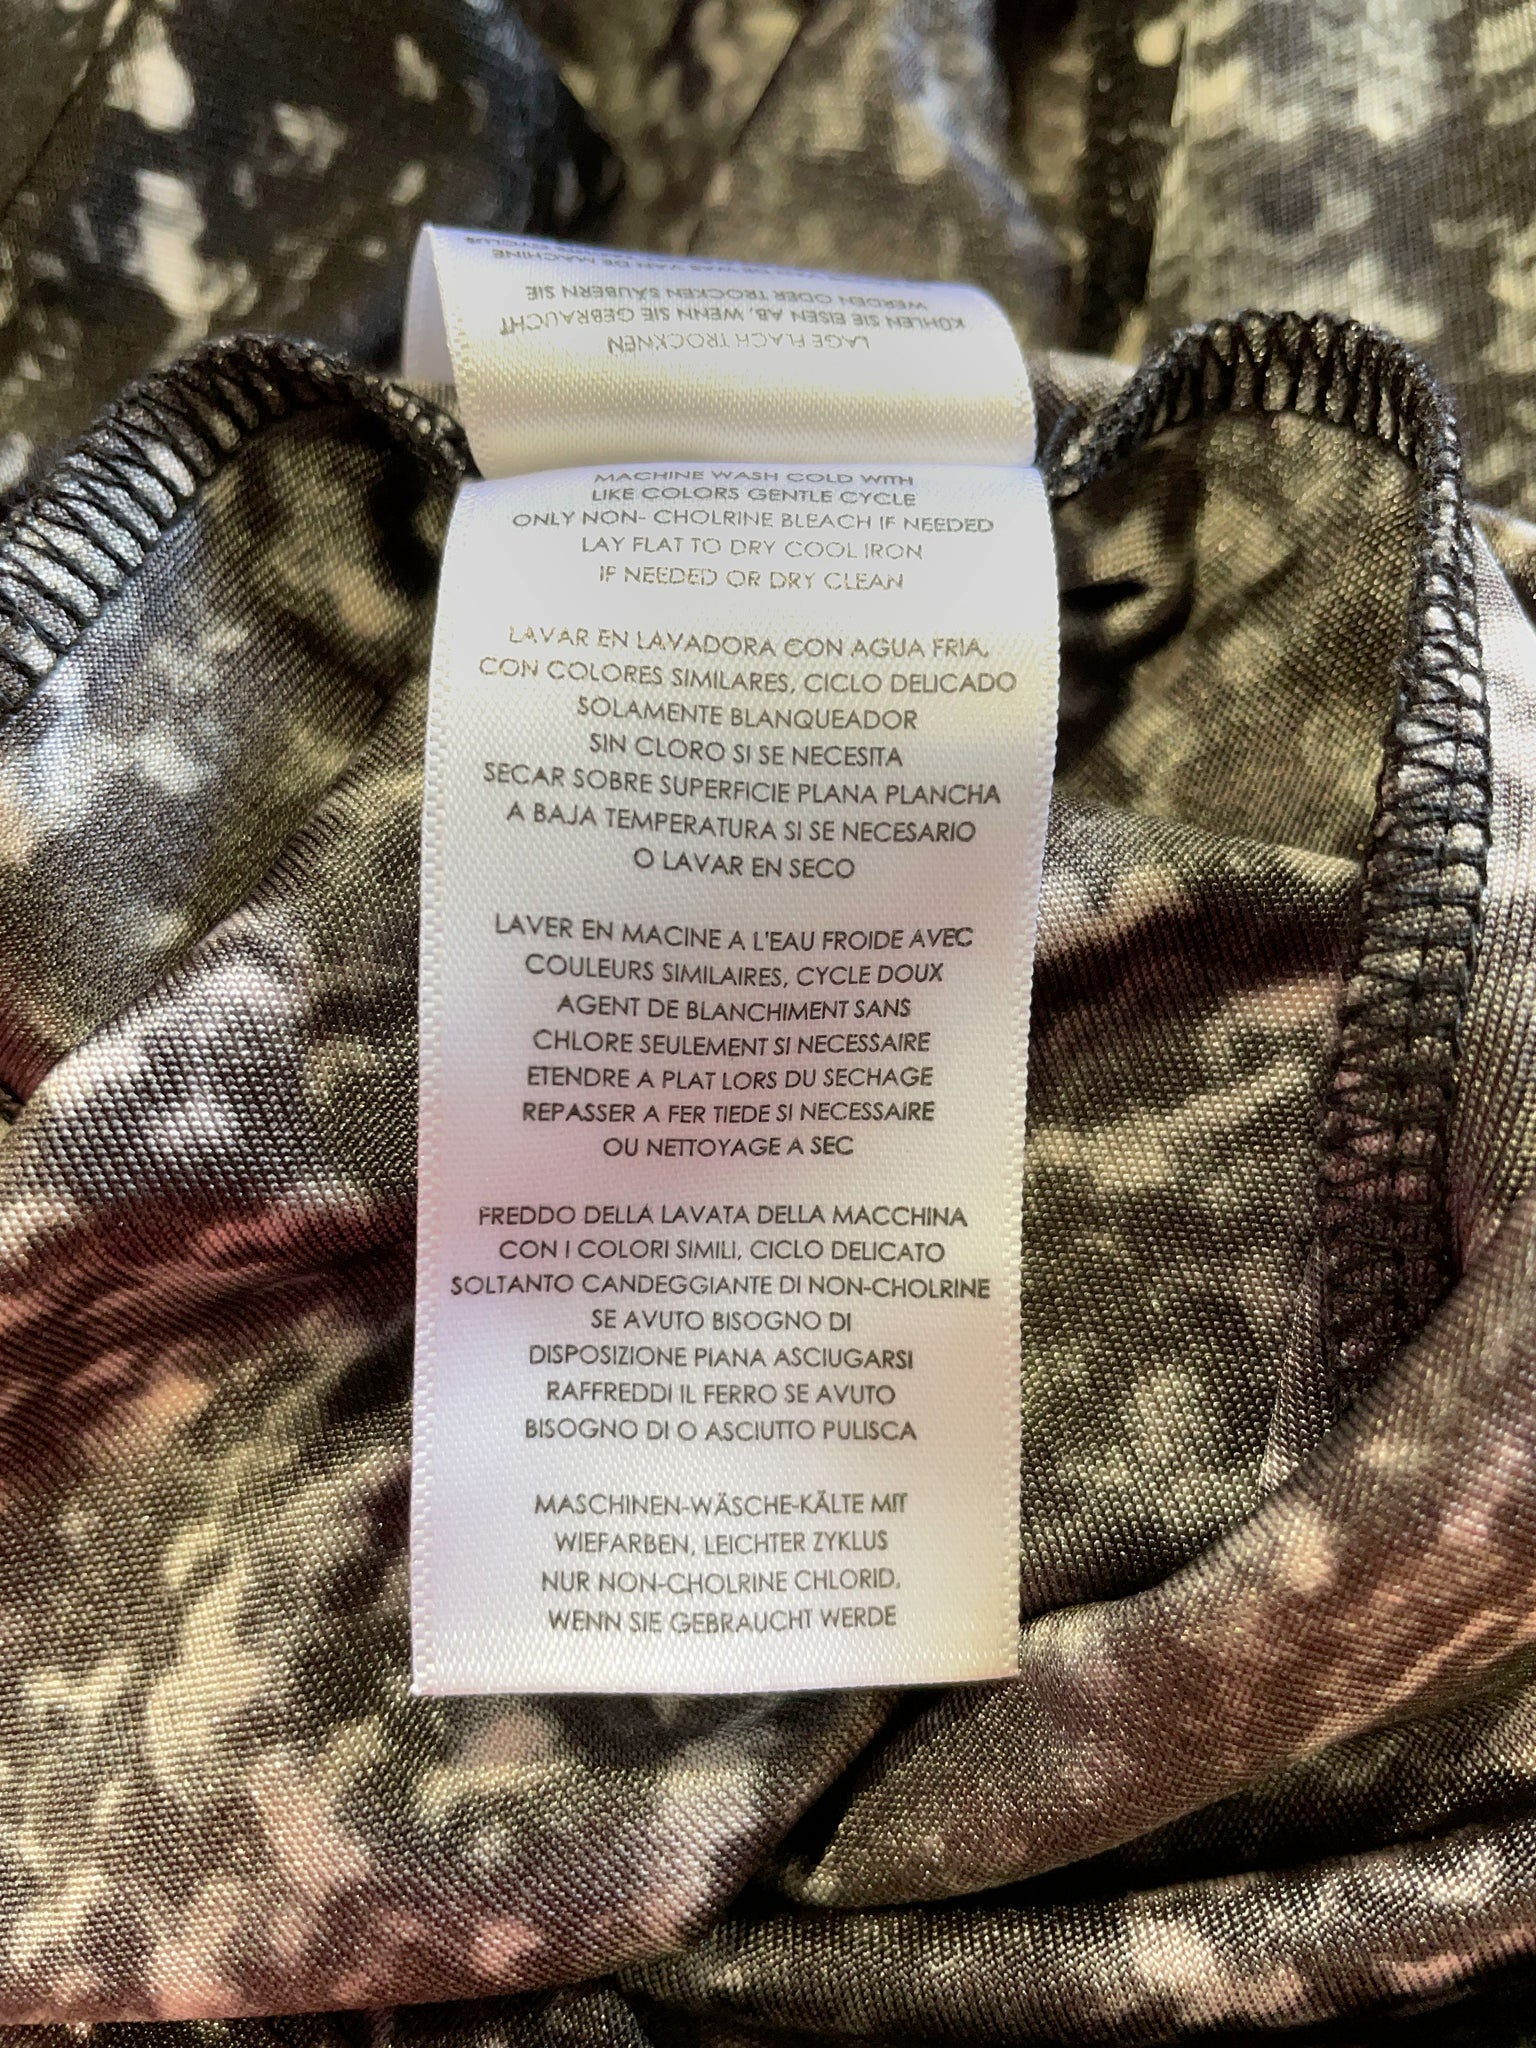 MACHINE WASH COLD WITH
LIKE COLORS GENTLE CYCLE
ONLY NON- CHOLRINE BLEACH IF NEEDED
LAY FLAT TO DRY COOL IRON
IF NEEDED OR DRY CLEAN
LAVAR EN LAVADORA CON AGUA FRIA,
CON COLORES SIMILARES, CICLO DELICADO
SOLAMENTE BLANQUEADOR
SIN CLORO SI SE NECESITA
SECAR SOBRE SUPERFICIE PLANA PLANCHA
A BAJA TEMPERATURA SI SE NECESARIO
O LAVAR EN SECO
LAVER EN MACINE A L'EAU FROIDE AVEC
COULEURS SIMILAIRES, CYCLE DOUX
AGENT DE BLANCHIMENT SANS
CHLORE SEULEMENT SI NECESSAIRE
ETENDRE A PLAT LORS DU SECHAGE
REPASSER A FER TIEDE SI NECESSAIRE
OU NETTOYAGE A SEC
FREDDO DELLA LAVATA DELLA MACCHINA
CON I COLORI SIMILI, CICLO DELICATO
SOLTANTO CANDEGGIANTE DI NON-CHOLRINE
SE AVUTO BISOGNO DI
DISPOSIZIONE PIANA ASCIUGARSI
RAFFREDDI IL FERRO SE AVUTO
BISOGNO DI O ASCIUTTO PULISCA
MASCHINEN-WÄSCHE-KÄLTE MIT
WIEFARBEN, LEICHTER ZYKLUS
NUR NON-CHOLRINE CHLORID,
WENN SIE GEBRAUCHT WERDE
LAGE FLACH TROCKNEN
KÜHLEN SIE EISEN AB, WENN SIE GEBRAUCHT
WERDEN ODER TROCKEN SÄUBERN SIE
DE WAS VAN DE MACHINE